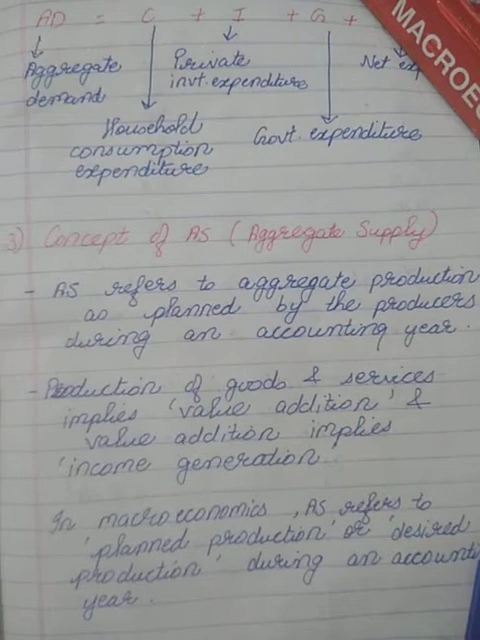 AD = C + I + G +
MACROEC
Aggregate demand
Private invt. expenditure
Net exp
Household consumption expenditure
Govt. expenditure
3) Concept of AS (Aggregate Supply)
- AS refers to aggregate production
as planned by the producers
during an accounting year.
- Production of goods & services
implies 'value addition' &
value addition implies
'income generation.
In macroeconomics, AS refers to
'planned production' or 'desired
production' during an accounti
year.